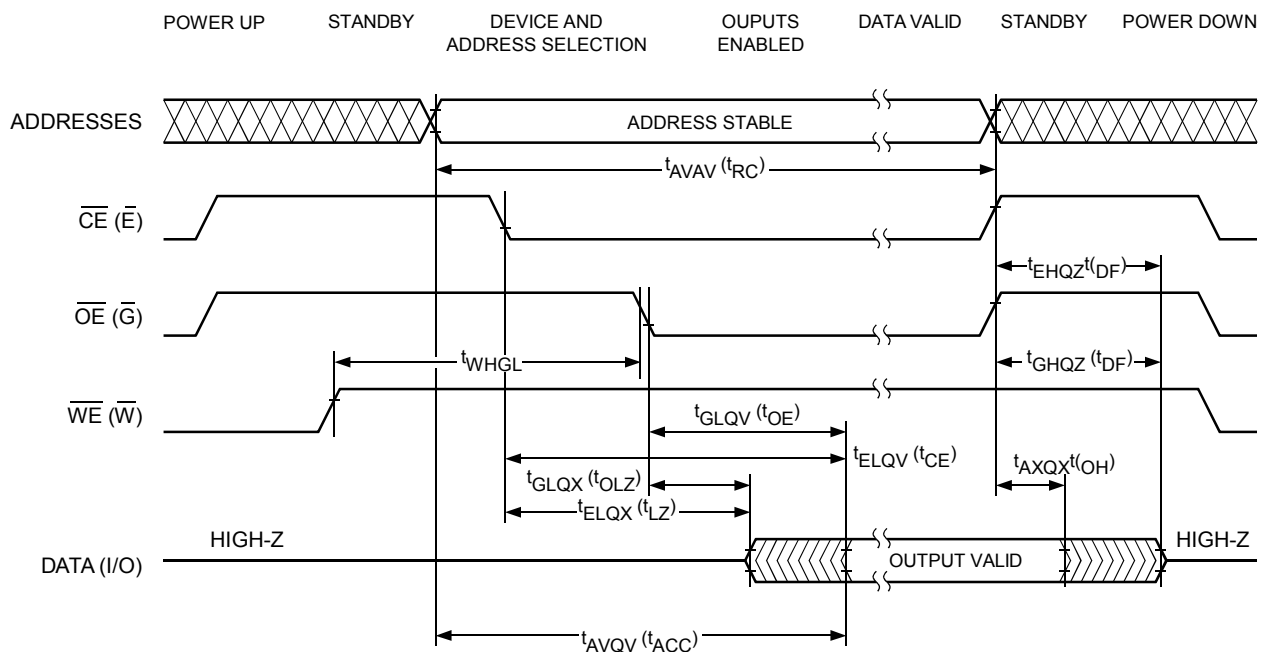 POWER UP STANDBY DEVICE AND ADDRESS SELECTION OUPUTS ENABLED DATA VALID STANDBY POWER DOWN
ADDRESSES
ADDRESS STABLE
tAVAV (tRC)
CE (E)
tEHQZt(DF)
OE (G)
tWHGL
tGHQZ (tDF)
WE (W)
tGLQV (tOE)
tELQV (tCE)
tAXQXt(OH)
tGLQX (tOLZ)
tELQX (tLZ)
HIGH-Z
HIGH-Z
DATA (I/O)
OUTPUT VALID
tAVQV (tACC)